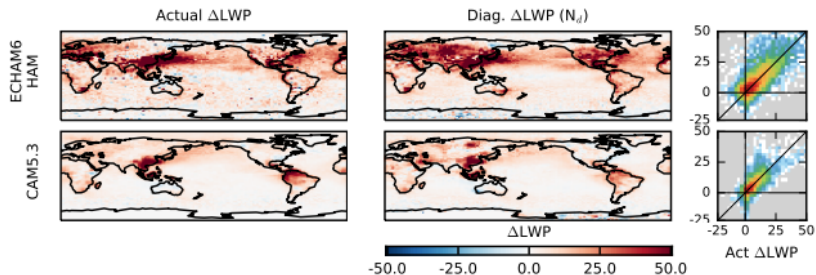 Actual ΔLWP
Diag. ΔLWP (N_d)
ECHAM6
HAM
50
25
0
-25
CAM5.3
50
25
0
-25
-25
0
25
50
Act ΔLWP
ΔLWP
-50.0
-25.0
0.0
25.0
50.0